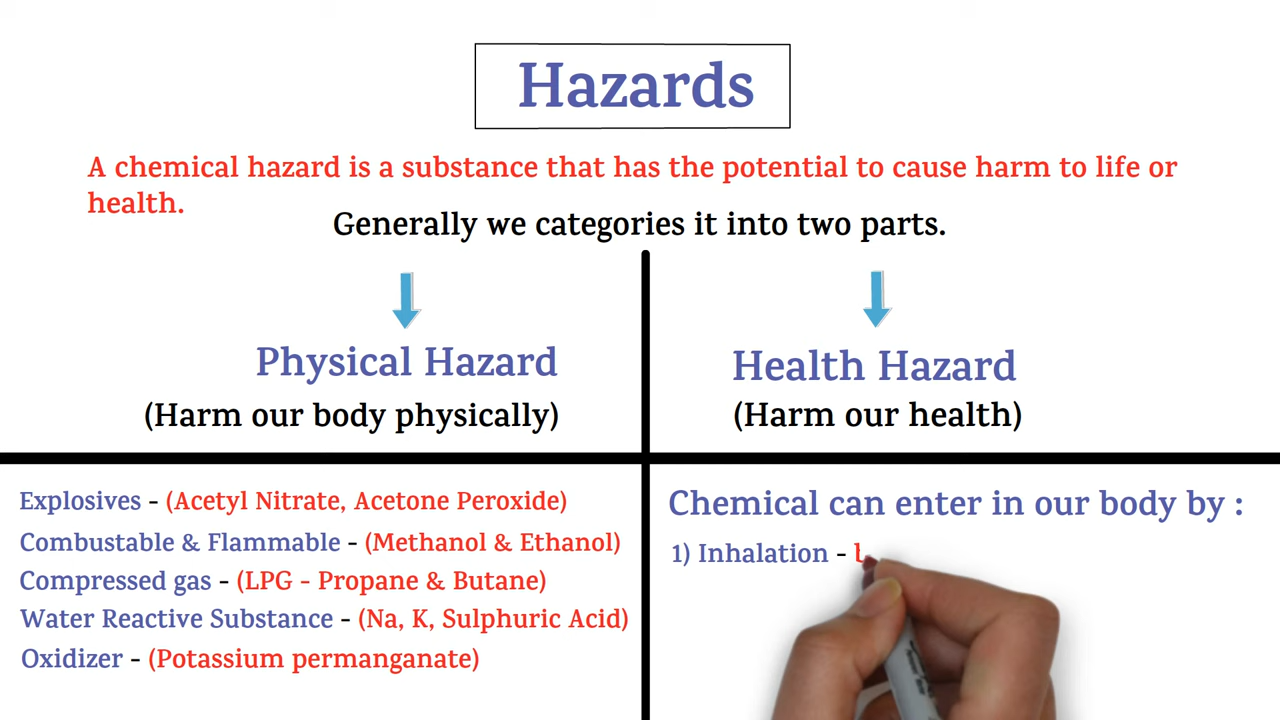 Hazards
A chemical hazard is a substance that has the potential to cause harm to life or
health.
Generally we categories it into two parts.
Physical Hazard
(Harm our body physically)
Health Hazard
(Harm our health)
Explosives - (Acetyl Nitrate, Acetone Peroxide)
Combustable & Flammable - (Methanol & Ethanol)
Compressed gas - (LPG - Propane & Butane)
Water Reactive Substance - (Na, K, Sulphuric Acid)
Oxidizer - (Potassium permanganate)
Chemical can enter in our body by :
1) Inhalation -